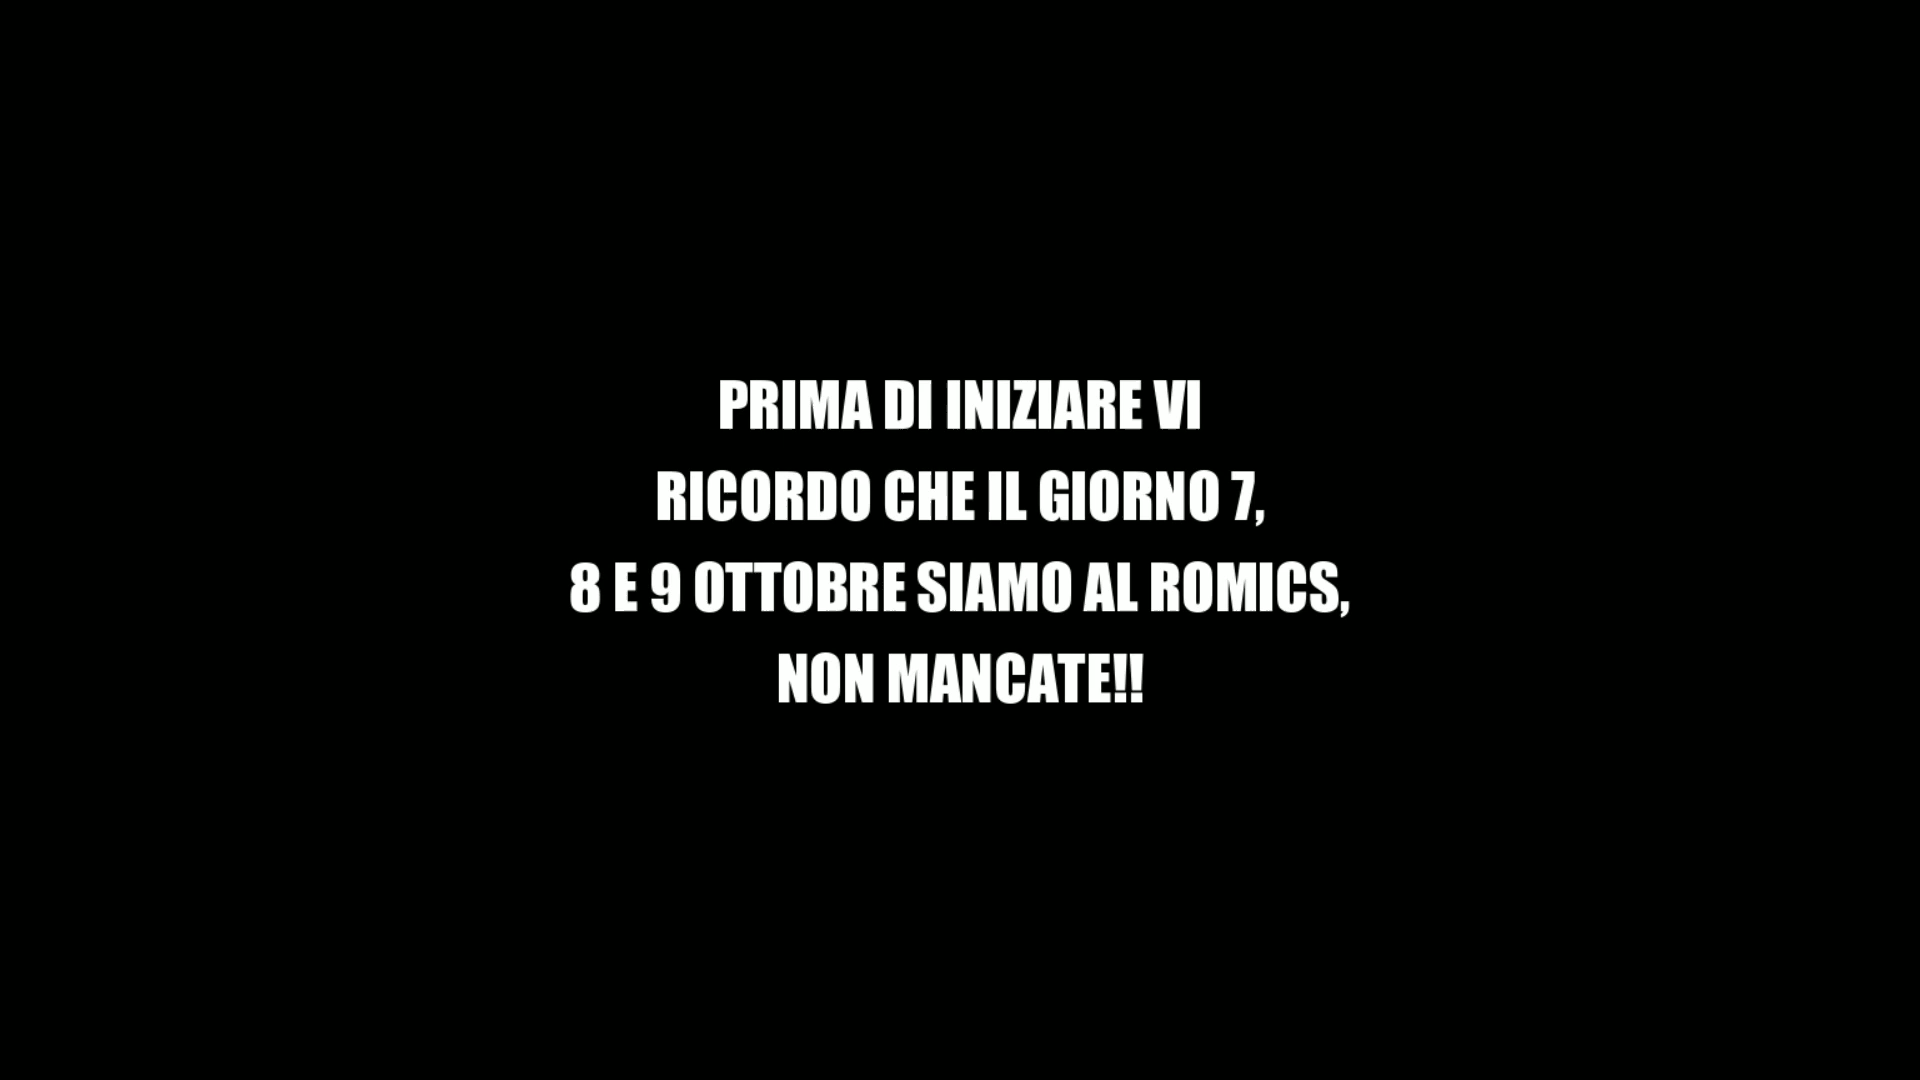 PRIMA DI INIZIARE VI
RICORDO CHE IL GIORNO 7,
8 E 9 OTTOBRE SIAMO AL ROMICS,
NON MANCATE!!